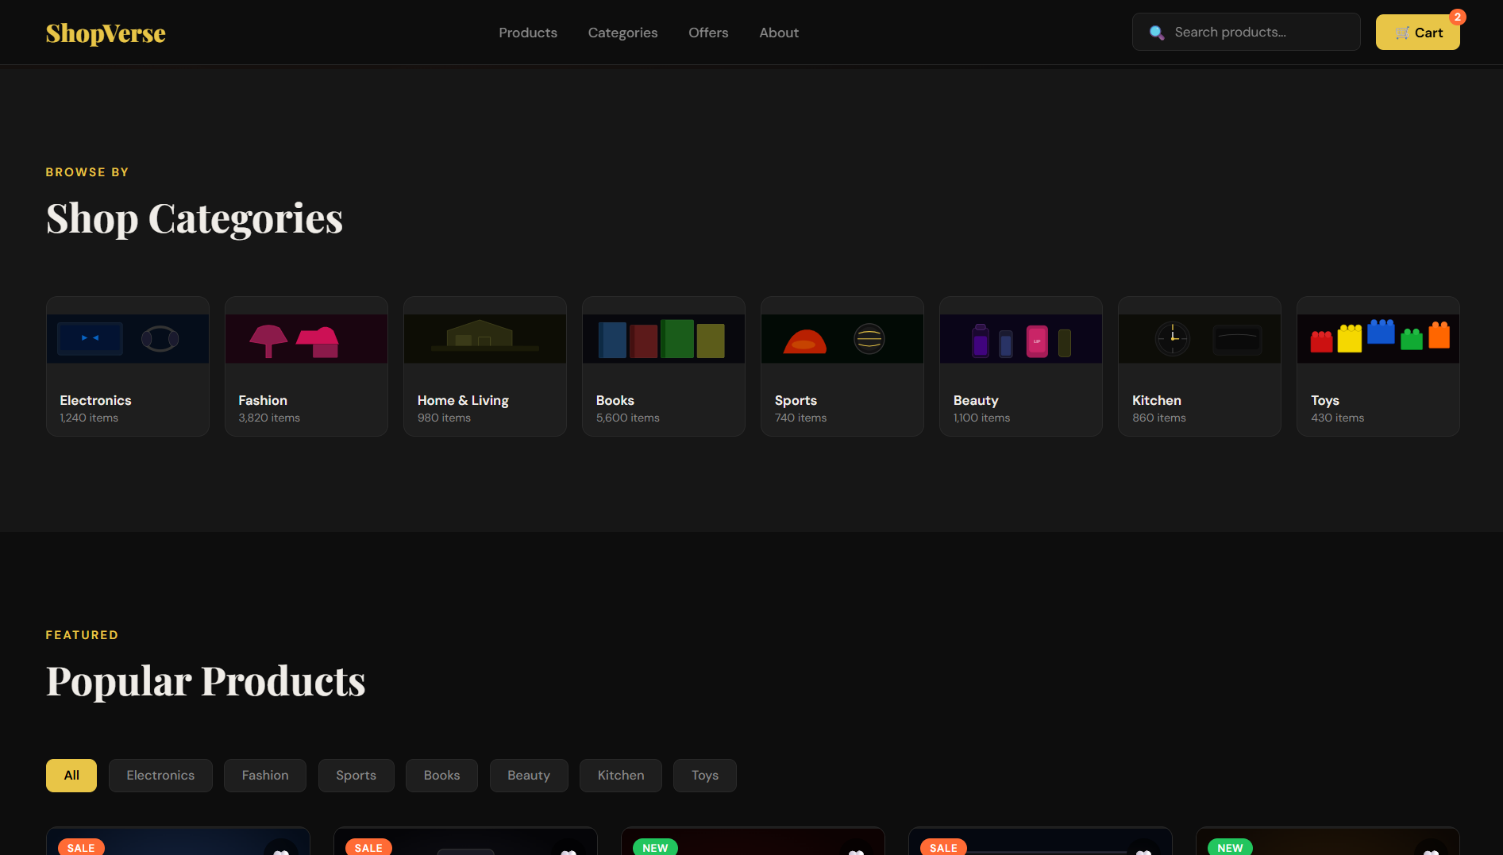 ShopVerse
Products
Categories
Offers
About
Search products...
Cart
2
BROWSE BY
Shop Categories
Electronics
1,240 items
Fashion
3,820 items
Home & Living
980 items
Books
5,600 items
Sports
740 items
Beauty
1,100 items
Kitchen
860 items
Toys
430 items
FEATURED
Popular Products
All
Electronics
Fashion
Sports
Books
Beauty
Kitchen
Toys
SALE
SALE
NEW
SALE
NEW